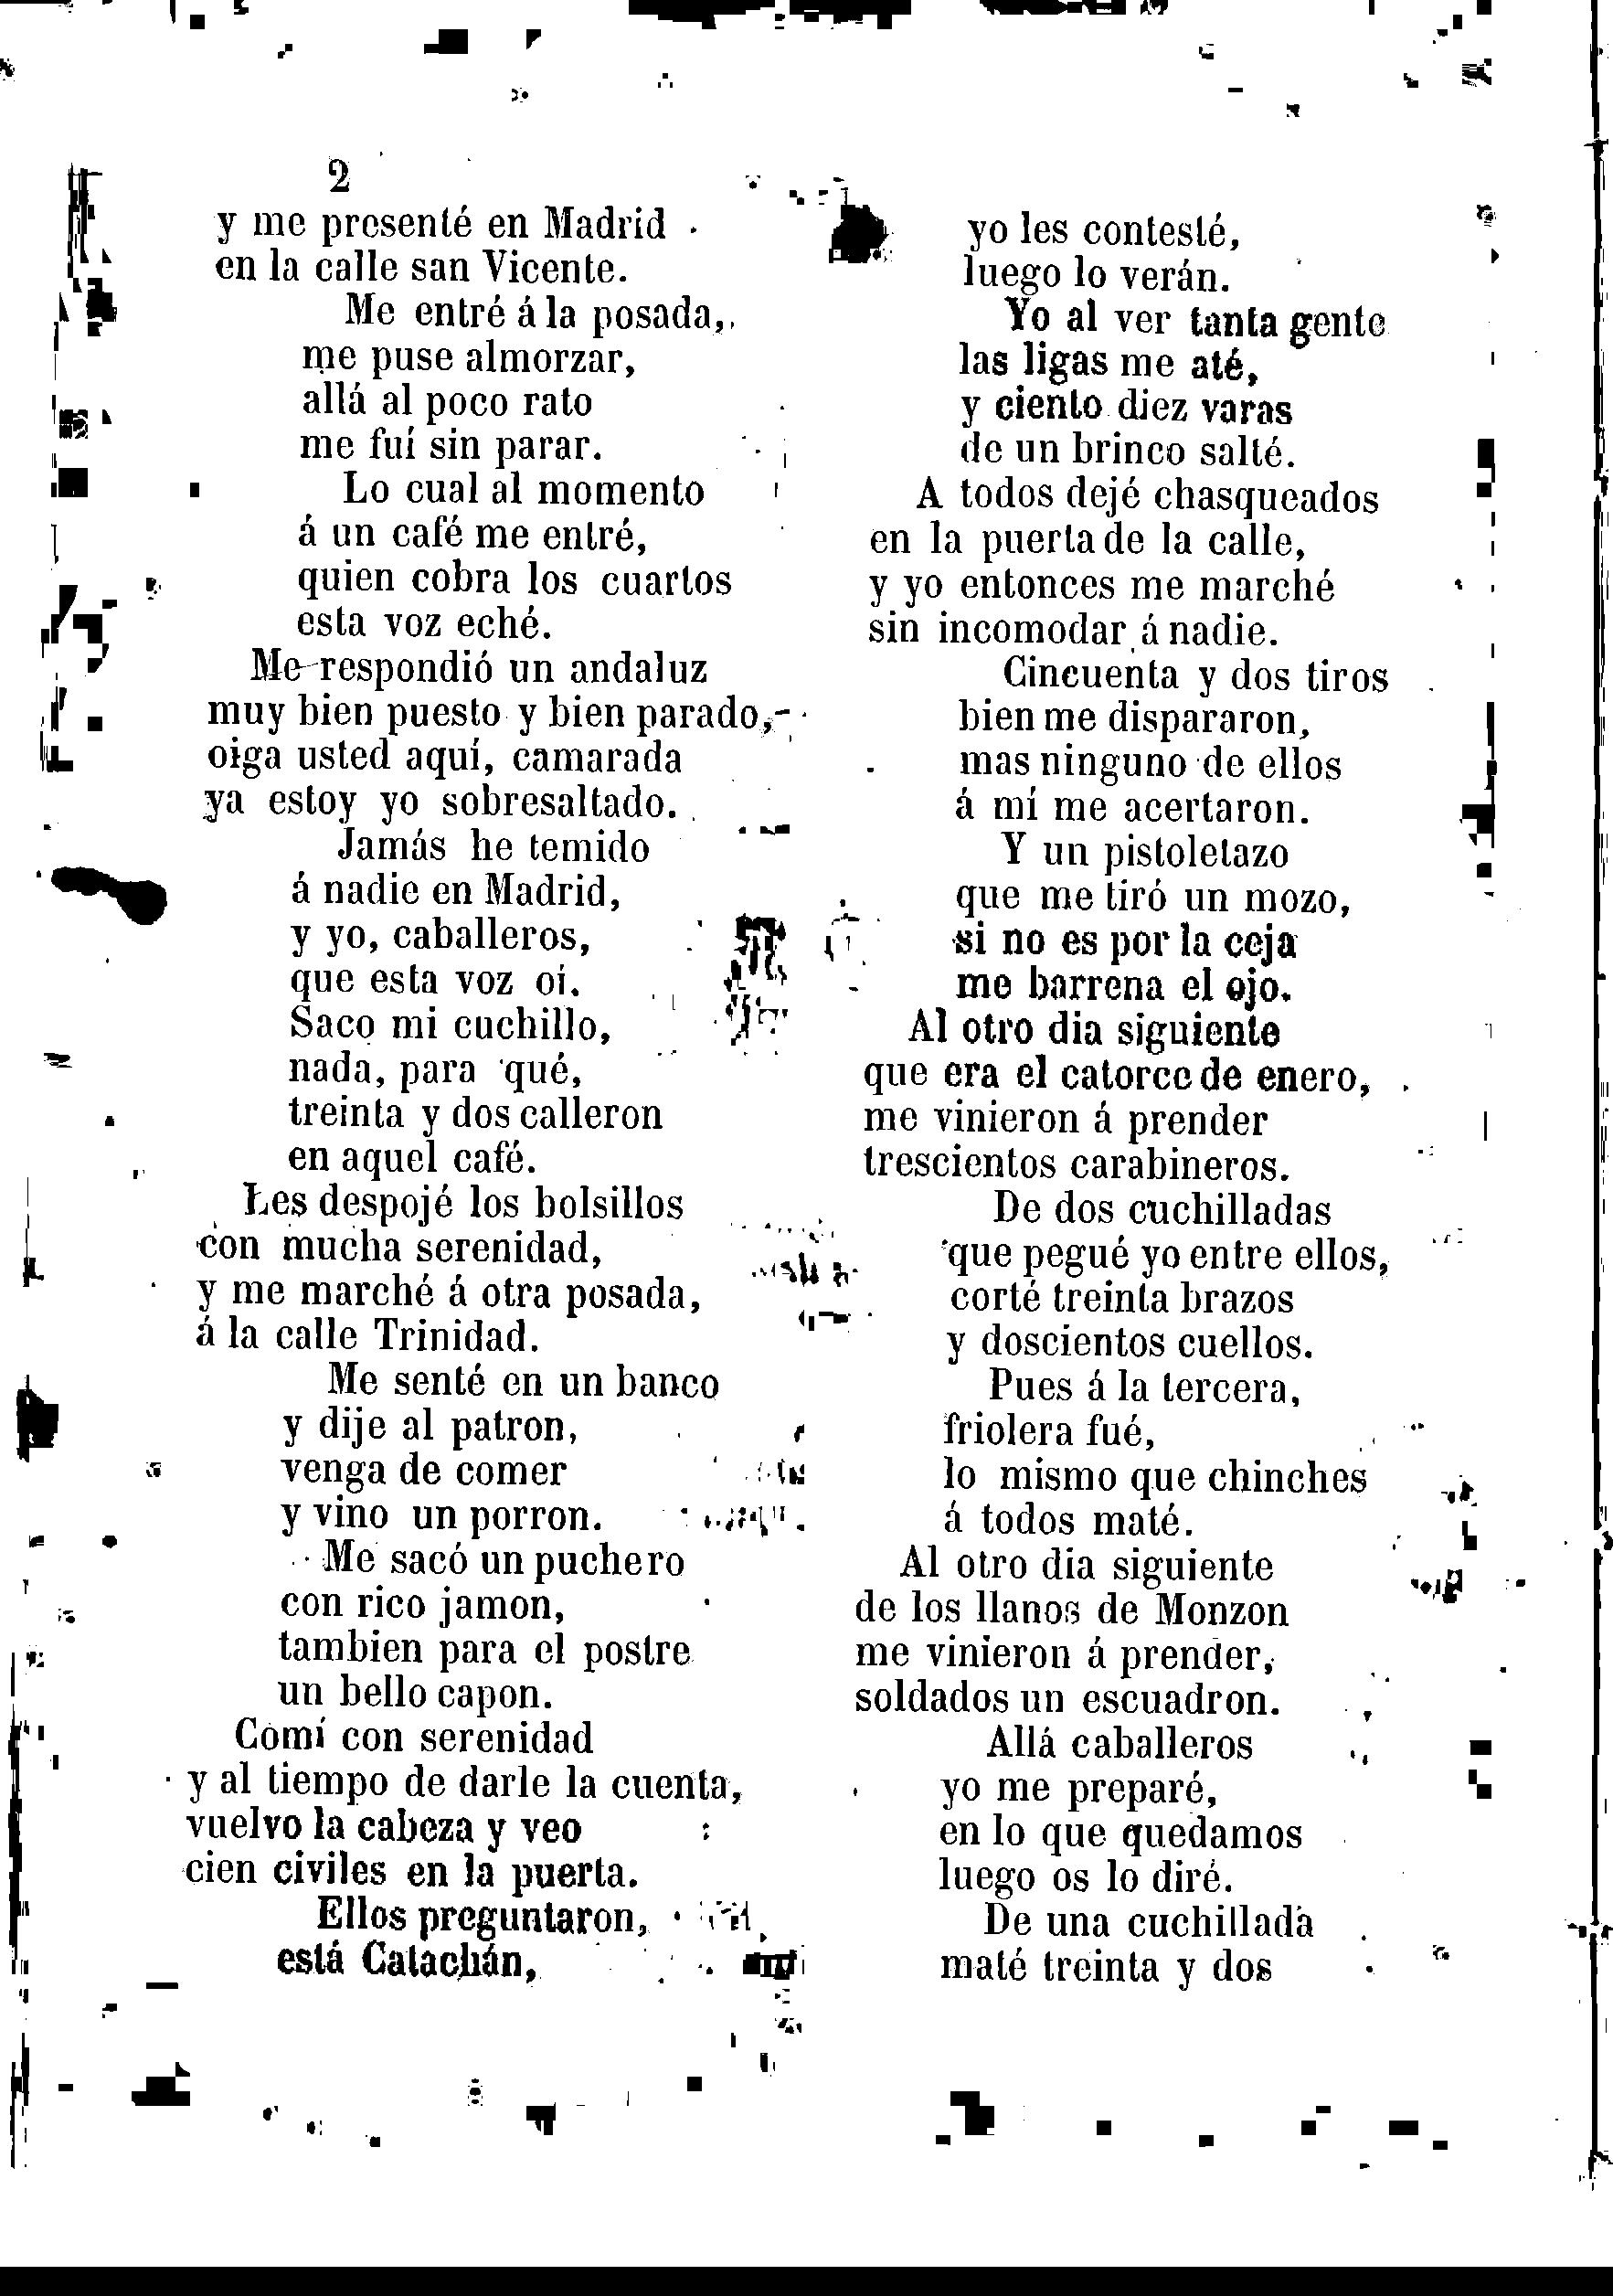 2
y me presenté en Madrid
en la calle san Vicente.
Me entré á la posada,
me puse almorzar,
allá al poco rato
me fuí sin parar.
Lo cual al momento
á un café me entré,
quien cobra los cuartos
esta voz eché.
Me respondió un andaluz
muy bien puesto y bien parado,
oiga usted aquí, camarada
ya estoy yo sobresaltado.
Jamás he temido
á nadie en Madrid,
y yo, caballeros,
que esta voz oí.
Saco mi cuchillo,
nada, para qué,
treinta y dos calleron
en aquel café.
Les despojé los bolsillos
con mucha serenidad,
y me marché á otra posada,
á la calle Trinidad.
Me senté en un banco
y dije al patron,
venga de comer
y vino un porron.
Me sacó un puchero
con rico jamon,
tambien para el postre
un bello capon.
Comí con serenidad
y al tiempo de darle la cuenta,
vuelvo la cabeza y veo
cien civiles en la puerta.
Ellos preguntaron,
está Catachán,
yo les contesté,
luego lo verán.
Yo al ver tanta gente
las ligas me até,
y ciento diez varas
de un brinco salté.
A todos dejé chasqueados
en la puerta de la calle,
y yo entonces me marché
sin incomodar á nadie.
Cincuenta y dos tiros
bien me dispararon,
mas ninguno de ellos
á mí me acertaron.
Y un pistoletazo
que me tiró un mozo,
si no es por la ceja
me barrena el ojo.
Al otro dia siguiente
que era el catorce de enero,
me vinieron á prender
trescientos carabineros.
De dos cuchilladas
que pegué yo entre ellos,
corté treinta brazos
y doscientos cuellos.
Pues á la tercera,
friolera fué,
lo mismo que chinches
á todos maté.
Al otro dia siguiente
de los llanos de Monzon
me vinieron á prender,
soldados un escuadron.
Allá caballeros
yo me preparé,
en lo que quedamos
luego os lo diré.
De una cuchillada
maté treinta y dos